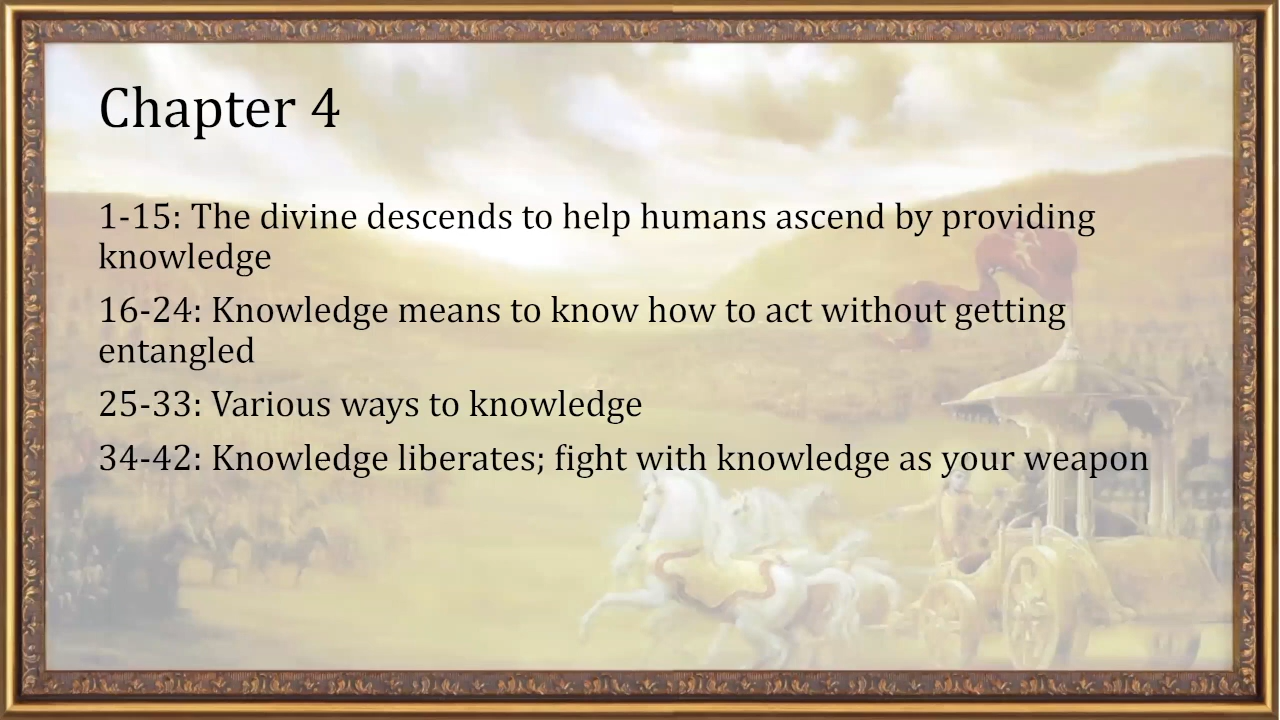 Chapter 4
1-15: The divine descends to help humans ascend by providing
knowledge
16-24: Knowledge means to know how to act without getting
entangled
25-33: Various ways to knowledge
34-42: Knowledge liberates; fight with knowledge as your weapon